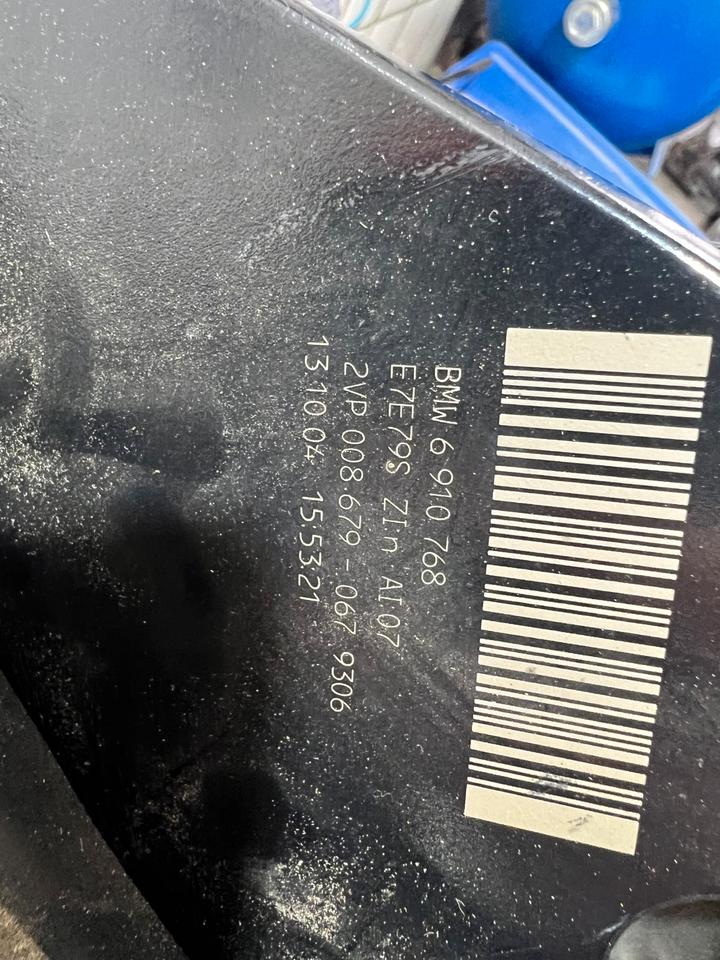 BMW 6 910 768
E7E79S ZIn AI 07
2VP 008 679 - 067 9306
13.10.04 15:53:21